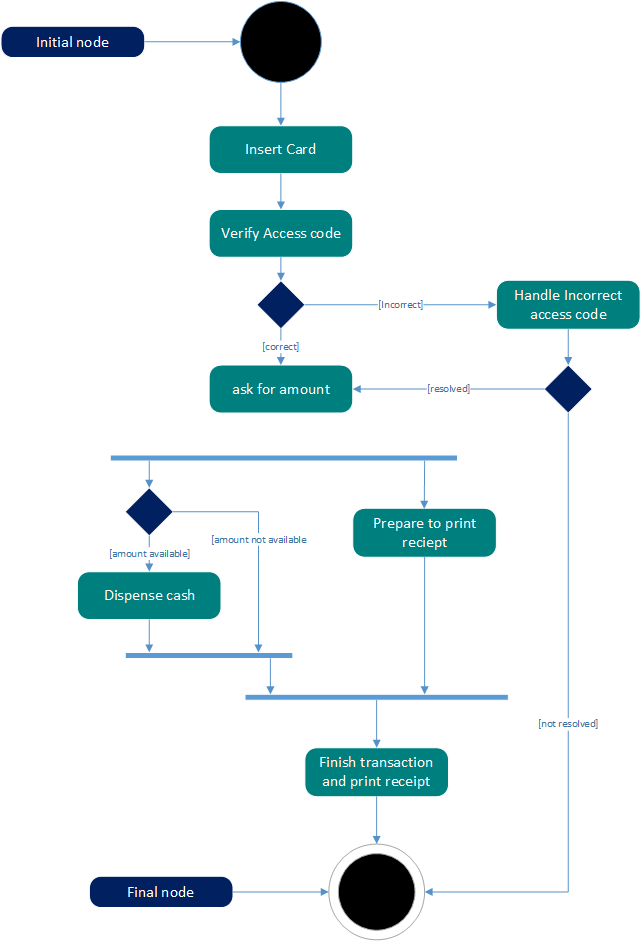 Initial node
Insert Card
Verify Access code
[Incorrect]
Handle Incorrect
access code
[correct]
ask for amount
[resolved]
Prepare to print
reciept
[amount not available
[amount available]
Dispense cash
[not resolved]
Finish transaction
and print receipt
Final node